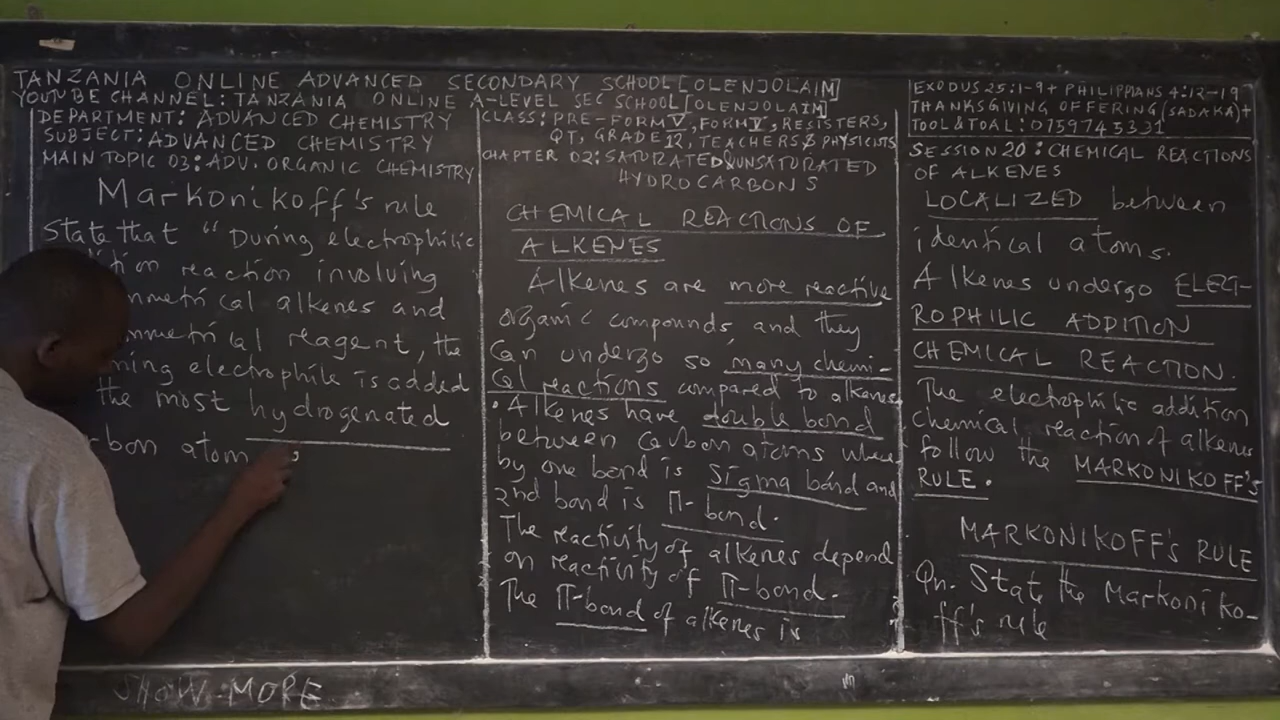 TANZANIA ONLINE ADVANCED SECONDARY SCHOOL [OLENJOLAIM]
YOUTUBE CHANNEL: TANZANIA ONLINE A-LEVEL SEC SCHOOL [OLENJOLAIM]
DEPARTMENT: ADVANCED CHEMISTRY
SUBJECT: ADVANCED CHEMISTRY
MAIN TOPIC 03: ADV. ORGANIC CHEMISTRY
Markonikoff's rule
State that "During electrophilic
reaction involving
alkenes and
reagent, the
electrophile is added
the most hydrogenated
atom
CLASS: PRE-FORM V, FORM V, RESISTERS,
QT, GRADE 12, TEACHERS & PHYSICISTS
CHAPTER 02: SATURATED & UNSATURATED
HYDROCARBONS
CHEMICAL REACTIONS OF
ALKENES
Alkenes are more reactive
organic compounds, and they
Can undergo so many chemi-
cal reactions compared to alkanes
. Alkenes have double bond
between Carbon atoms where
by one bond is Sigma bond and
2nd bond is Π-bond.
The reactivity of alkenes depend
on reactivity of Π-bond.
The Π-bond of alkenes is
EXODUS 25:1-9 + PHILIPPIANS 4:12-19
THANKSGIVING OFFERING (SADAKA) +
TOOL & TOAL: 0759745331
SESSION 20: CHEMICAL REACTIONS
OF ALKENES
LOCALIZED between
identical atoms.
Alkenes undergo ELECT-
ROPHILIC ADDITION
CHEMICAL REACTION.
The electrophilic addition
Chemical reaction of alkenes
follow the MARKONIKOFF'S
RULE.
MARKONIKOFF'S RULE
Qn. State the Markoniko-
ff's rule
SHOW MORE